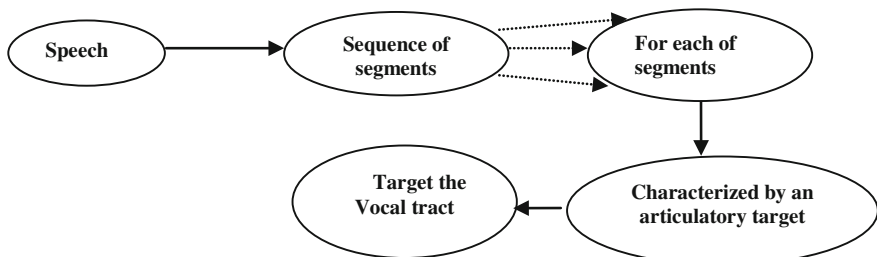 Speech
Sequence of
segments
For each of
segments
Characterized by an
articulatory target
Target the
Vocal tract